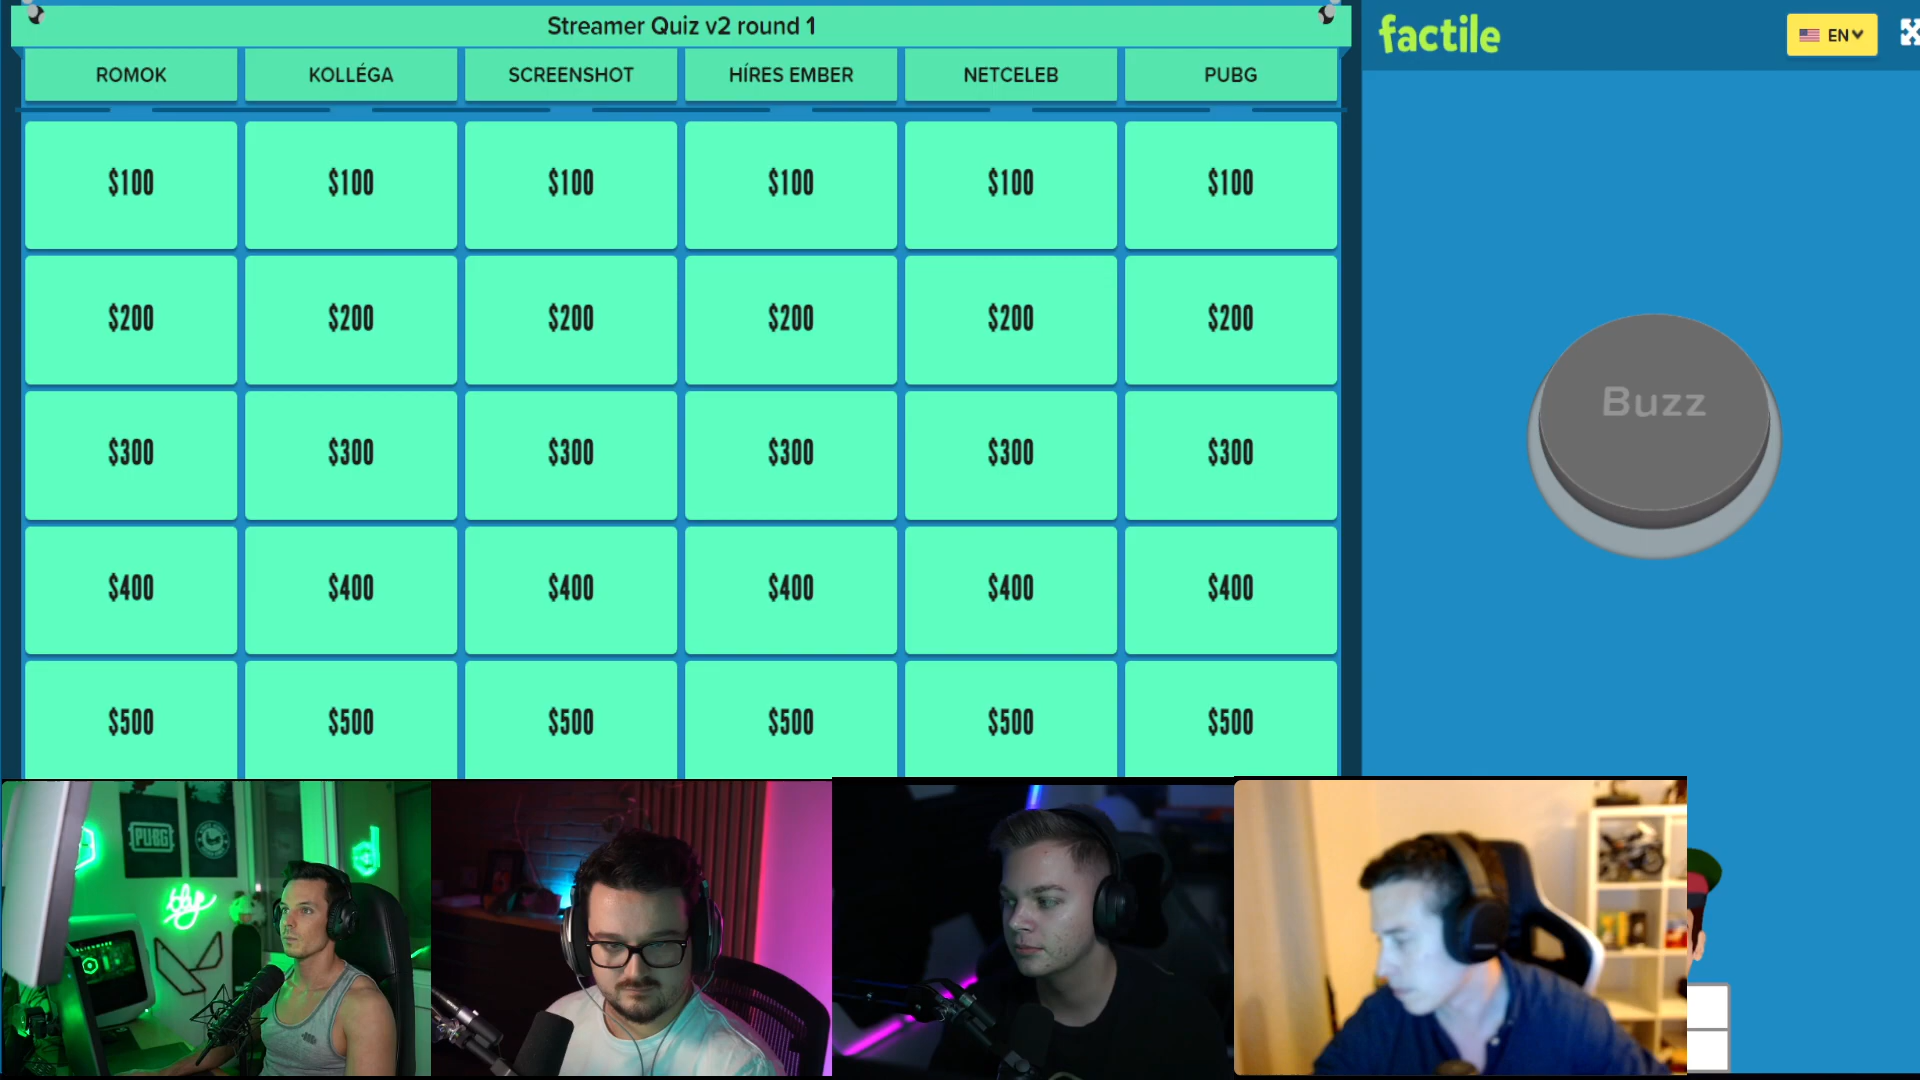 Streamer Quiz v2 round 1
factile
EN
ROMOK KOLLÉGA SCREENSHOT HÍRES EMBER NETCELEB PUBG
$100 $100 $100 $100 $100 $100
$200 $200 $200 $200 $200 $200
$300 $300 $300 $300 $300 $300
Buzz
$400 $400 $400 $400 $400 $400
$500 $500 $500 $500 $500 $500
PUBG